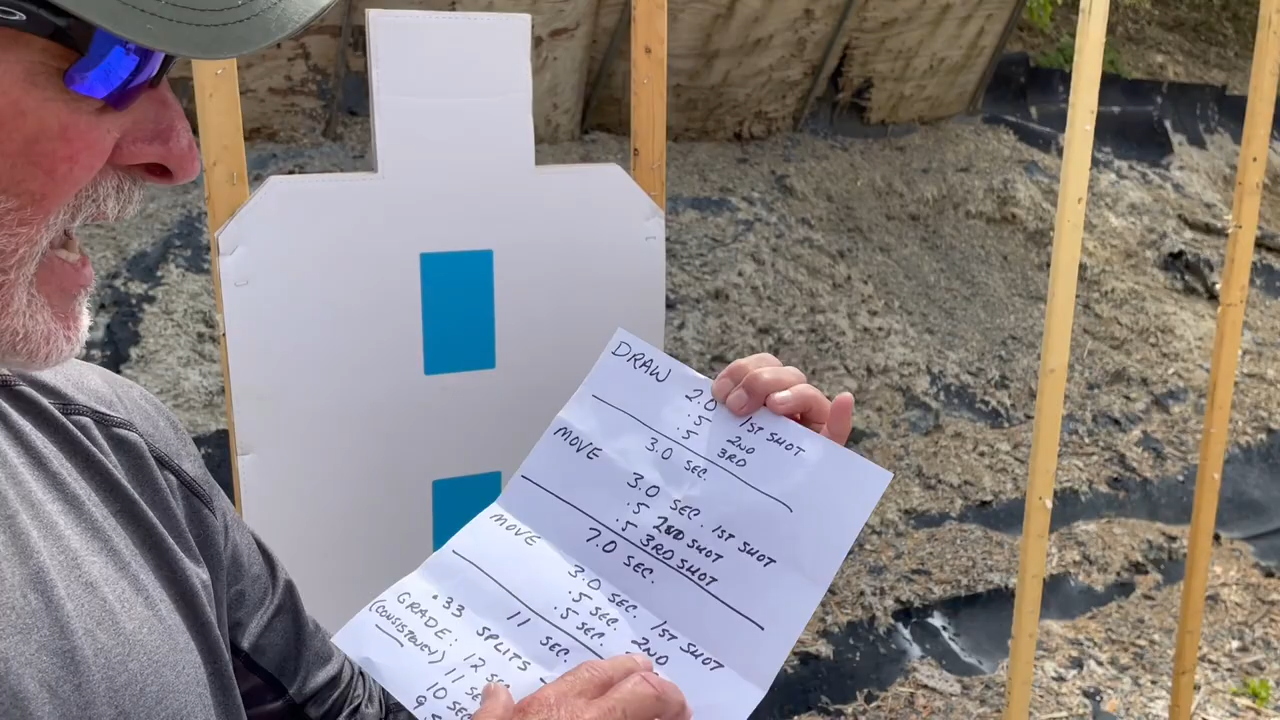 DRAW
2.0 1ST SHOT
.5 2ND
.5 3RD
3.0 SEC.
MOVE
3.0 SEC. 1ST SHOT
.5 2ND SHOT
.5 3RD SHOT
7.0 SEC.
MOVE
3.0 SEC. 1ST SHOT
.5 SEC. 2ND
.5 SEC
11 SEC.
.33 SPLITS
GRADE: 12
(CONSISTENCY) 11
10 SEC